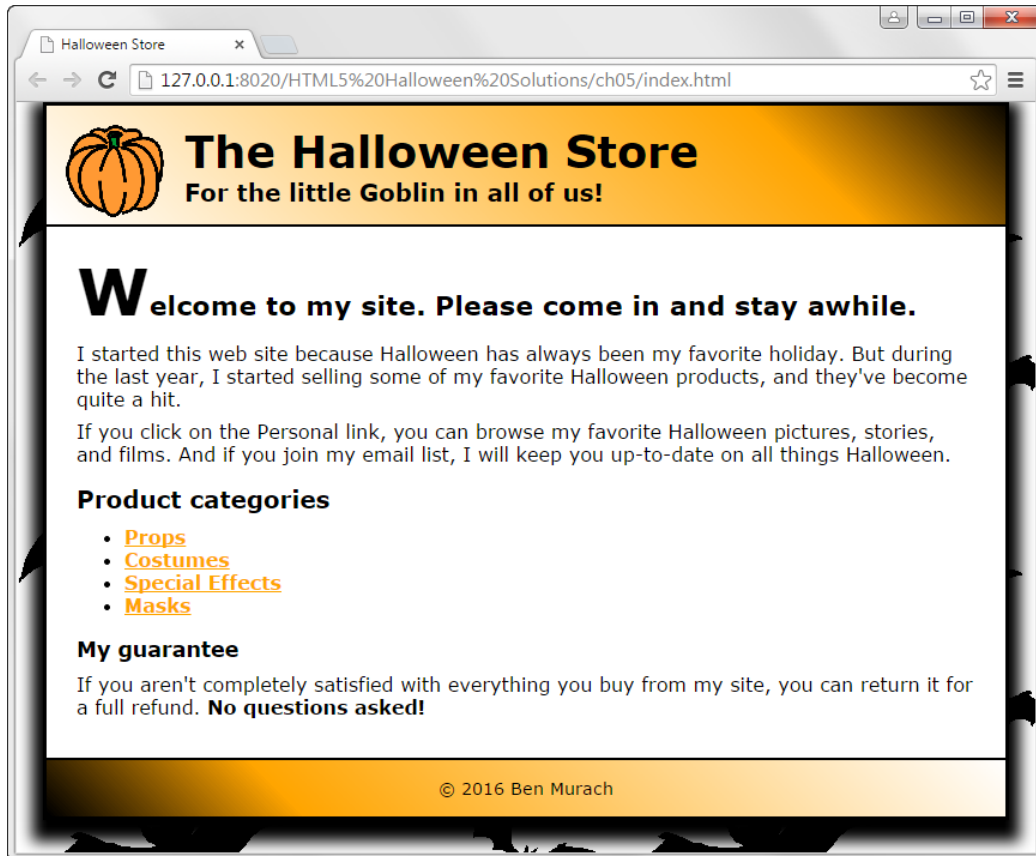 Halloween Store
127.0.0.1:8020/HTML5%20Halloween%20Solutions/ch05/index.html
The Halloween Store
For the little Goblin in all of us!
Welcome to my site. Please come in and stay awhile.
I started this web site because Halloween has always been my favorite holiday. But during
the last year, I started selling some of my favorite Halloween products, and they've become
quite a hit.
If you click on the Personal link, you can browse my favorite Halloween pictures, stories,
and films. And if you join my email list, I will keep you up-to-date on all things Halloween.
Product categories
• Props
• Costumes
• Special Effects
• Masks
My guarantee
If you aren't completely satisfied with everything you buy from my site, you can return it for
a full refund. No questions asked!
© 2016 Ben Murach